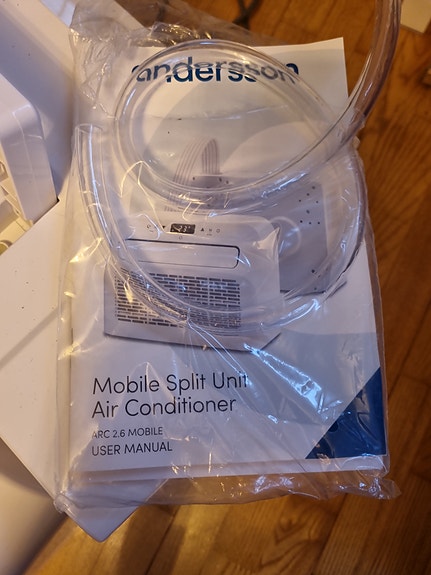 andersson
Mobile Split Unit
Air Conditioner
ARC 2.6 MOBILE
USER MANUAL